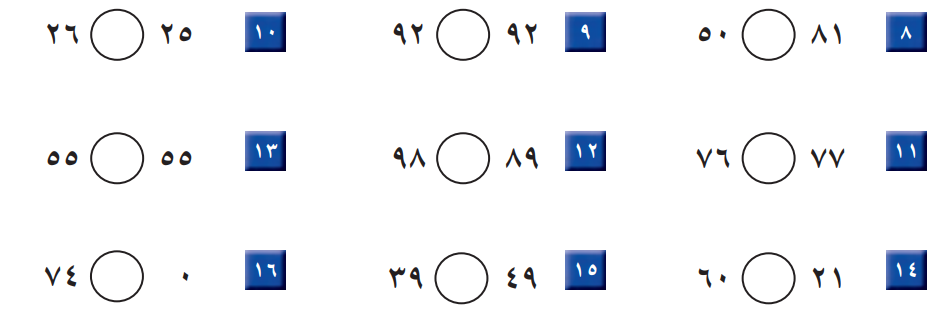 ٨ ٨١ ٥٠ ٩ ٩٢ ٩٢ ١٠ ٢٥ ٢٦
١١ ٧٧ ٧٦ ١٢ ٨٩ ٩٨ ١٣ ٥٥ ٥٥
١٤ ٢١ ٦٠ ١٥ ٤٩ ٣٩ ١٦ ٠ ٧٤